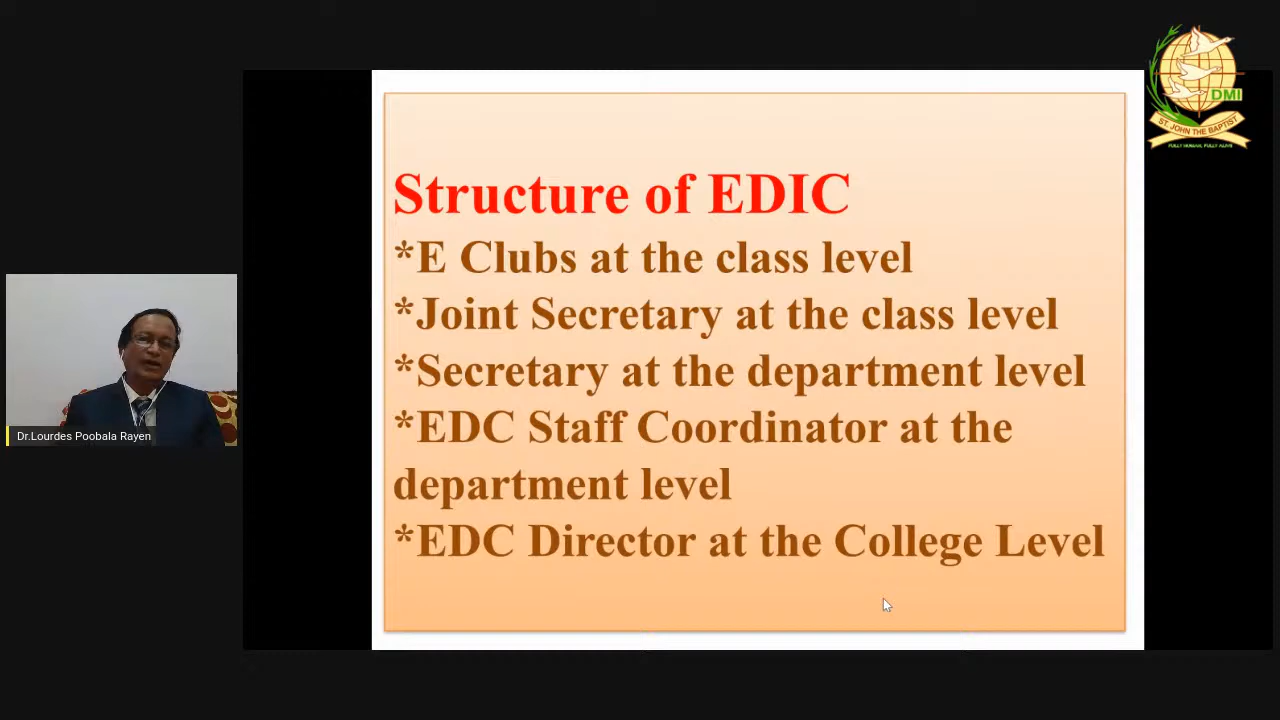 DMI
ST. JOHN THE BAPTIST
FULLY HUMAN, FULLY ALIVE
Structure of EDIC
*E Clubs at the class level
*Joint Secretary at the class level
*Secretary at the department level
*EDC Staff Coordinator at the
department level
*EDC Director at the College Level
Dr.Lourdes Poobala Rayen